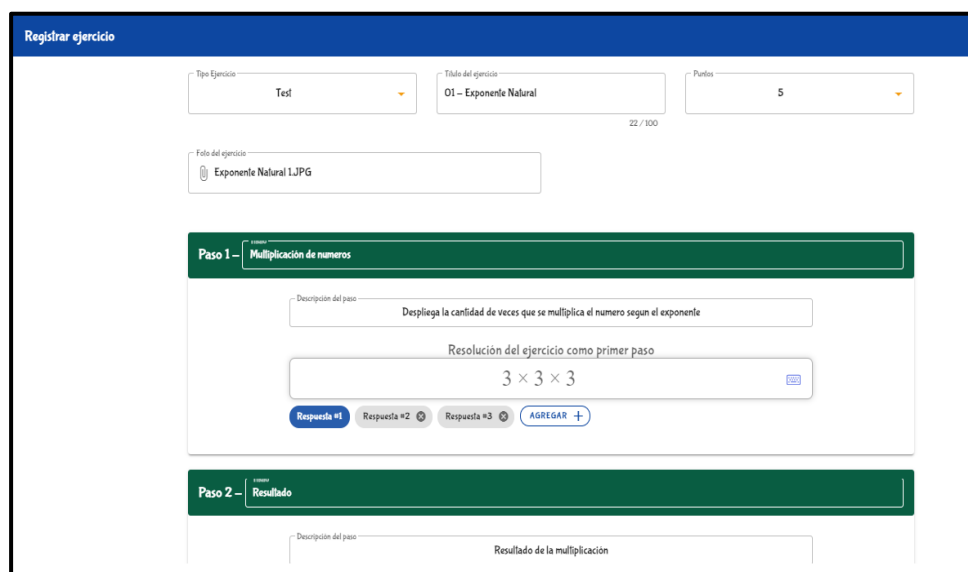 Registrar ejercicio
Tipo Ejercicio
Test
Título del ejercicio
01 - Exponente Natural
22 / 100
Puntos
5
Foto del ejercicio
Exponente Natural 1.JPG
Paso 1 -
Multiplicación de numeros
Descripción del paso
Despliega la cantidad de veces que se multiplica el numero segun el exponente
Resolución del ejercicio como primer paso
3 × 3 × 3
Respuesta #1 Respuesta #2 Respuesta #3 AGREGAR +
Paso 2 -
Resultado
Descripción del paso
Resultado de la multiplicación